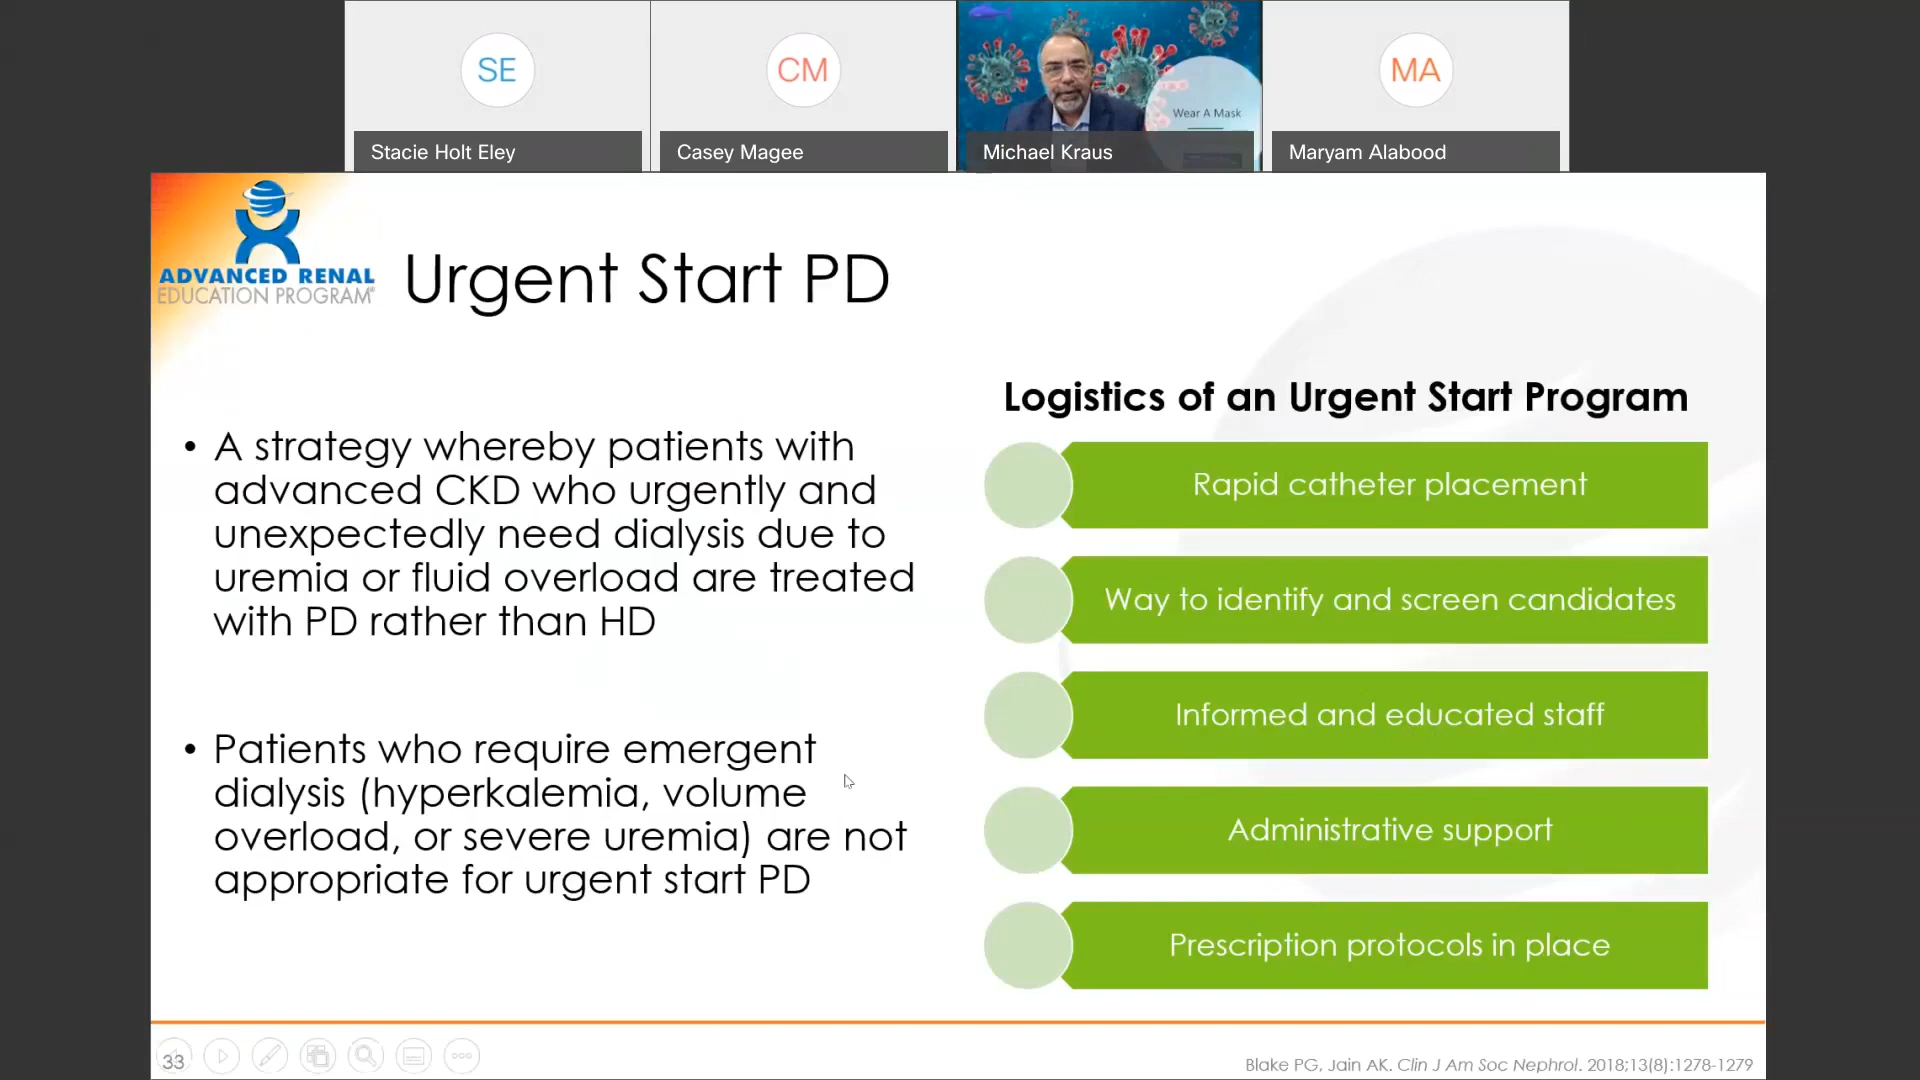 SE
CM
MA
Wear A Mask
Stacie Holt Eley
Casey Magee
Michael Kraus
Maryam Alabood
ADVANCED RENAL
EDUCATION PROGRAM®
Urgent Start PD
• A strategy whereby patients with
advanced CKD who urgently and
unexpectedly need dialysis due to
uremia or fluid overload are treated
with PD rather than HD
• Patients who require emergent
dialysis (hyperkalemia, volume
overload, or severe uremia) are not
appropriate for urgent start PD
Logistics of an Urgent Start Program
Rapid catheter placement
Way to identify and screen candidates
Informed and educated staff
Administrative support
Prescription protocols in place
33
Blake PG, Jain AK. Clin J Am Soc Nephrol. 2018;13(8):1278-1279